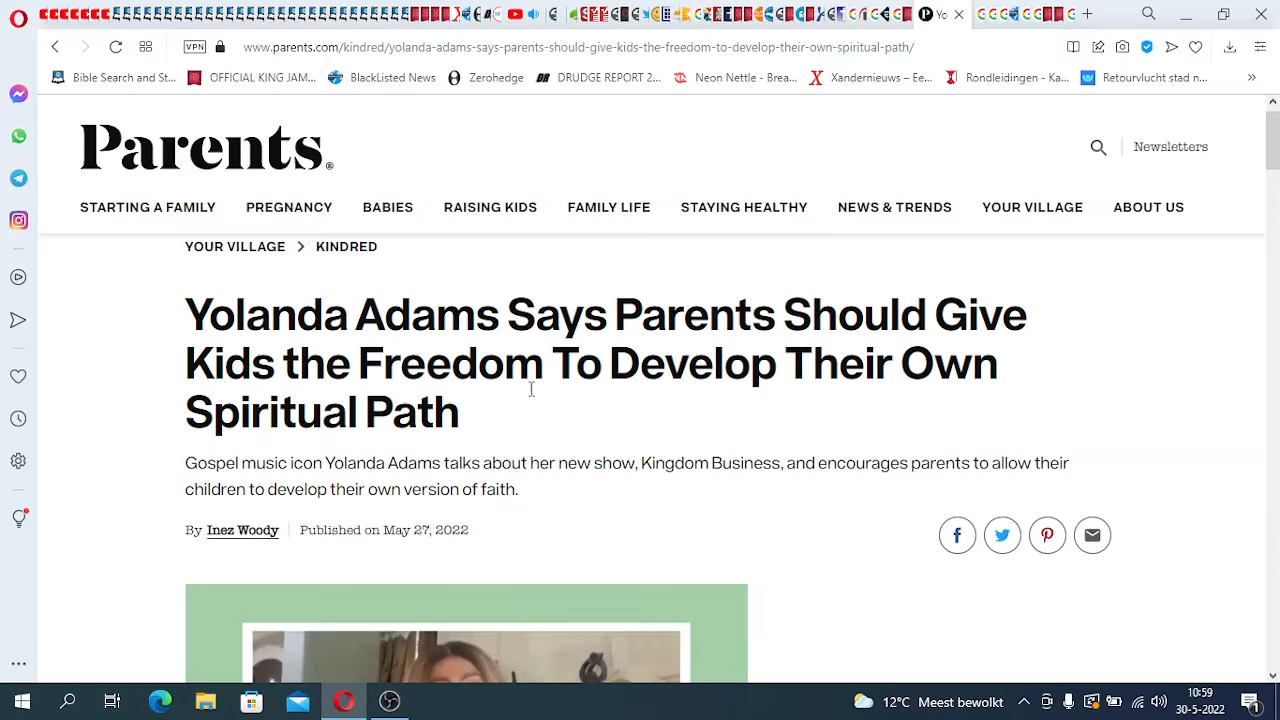 VPN
www.parents.com/kindred/yolanda-adams-says-parents-should-give-kids-the-freedom-to-develop-their-own-spiritual-path/
Bible Search and St...
OFFICIAL KING JAM...
BlackListed News
Zerohedge
DRUDGE REPORT 2...
Neon Nettle - Brea...
Xandernieuws – Ee...
Rondleidingen - Ka...
Retourvlucht stad n...
Parents®
Newsletters
STARTING A FAMILY
PREGNANCY
BABIES
RAISING KIDS
FAMILY LIFE
STAYING HEALTHY
NEWS & TRENDS
YOUR VILLAGE
ABOUT US
YOUR VILLAGE > KINDRED
Yolanda Adams Says Parents Should Give
Kids the Freedom To Develop Their Own
Spiritual Path
Gospel music icon Yolanda Adams talks about her new show, Kingdom Business, and encourages parents to allow their
children to develop their own version of faith.
By Inez Woody
Published on May 27, 2022
12°C Meest bewolkt
10:59
30-5-2022